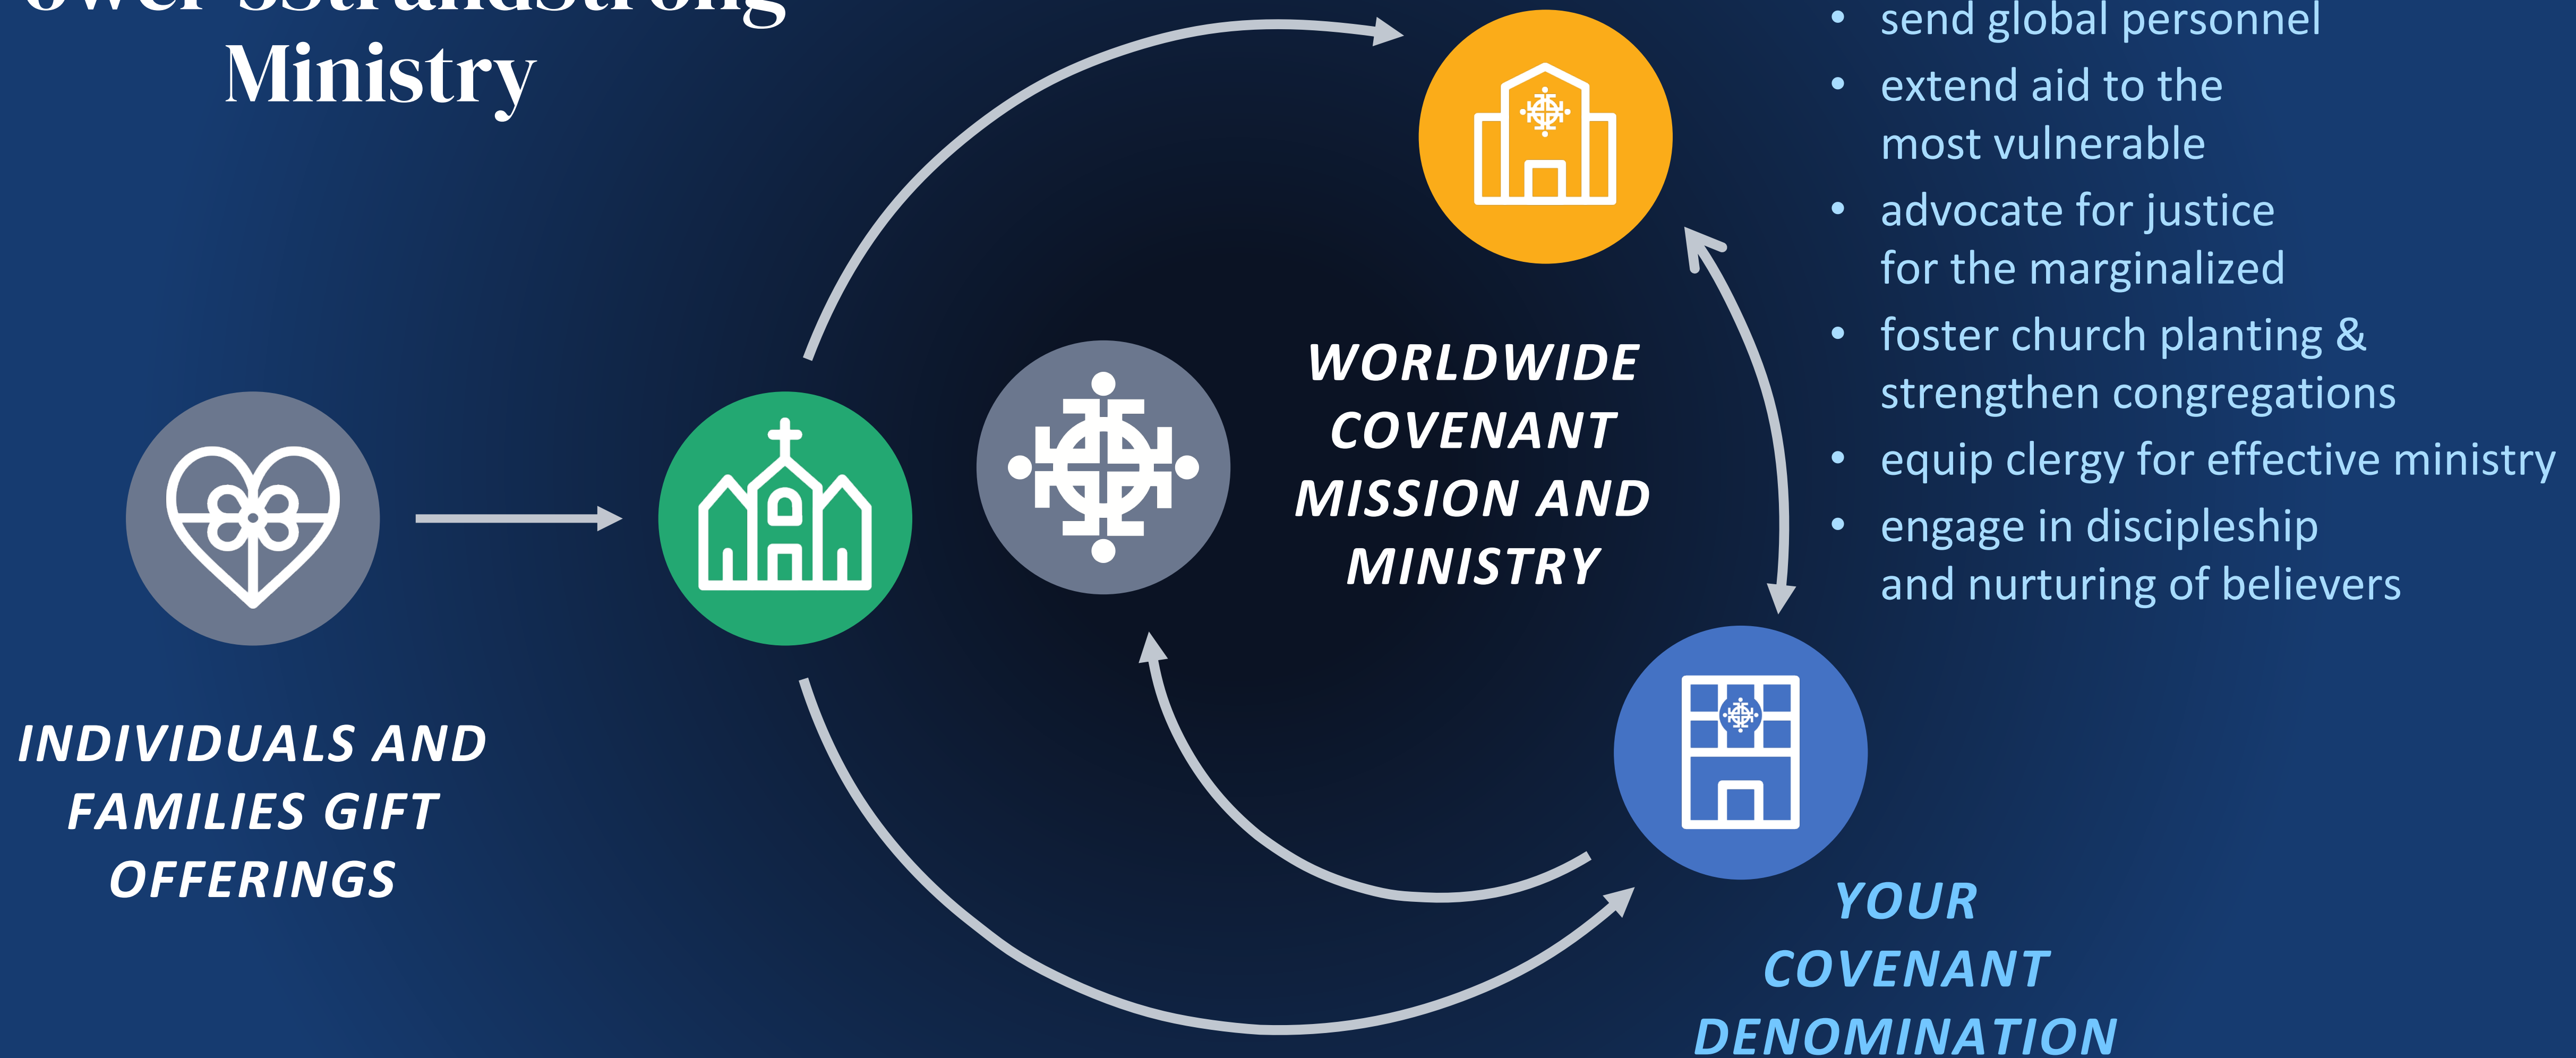 Ministry
• send global personnel
• extend aid to the
most vulnerable
• advocate for justice
for the marginalized
• foster church planting &
strengthen congregations
• equip clergy for effective ministry
• engage in discipleship
and nurturing of believers
WORLDWIDE
COVENANT
MISSION AND
MINISTRY
INDIVIDUALS AND
FAMILIES GIFT
OFFERINGS
YOUR
COVENANT
DENOMINATION